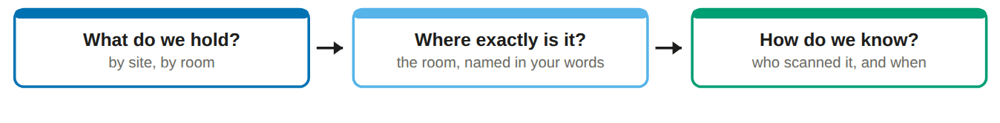 What do we hold?
by site, by room
Where exactly is it?
the room, named in your words
How do we know?
who scanned it, and when